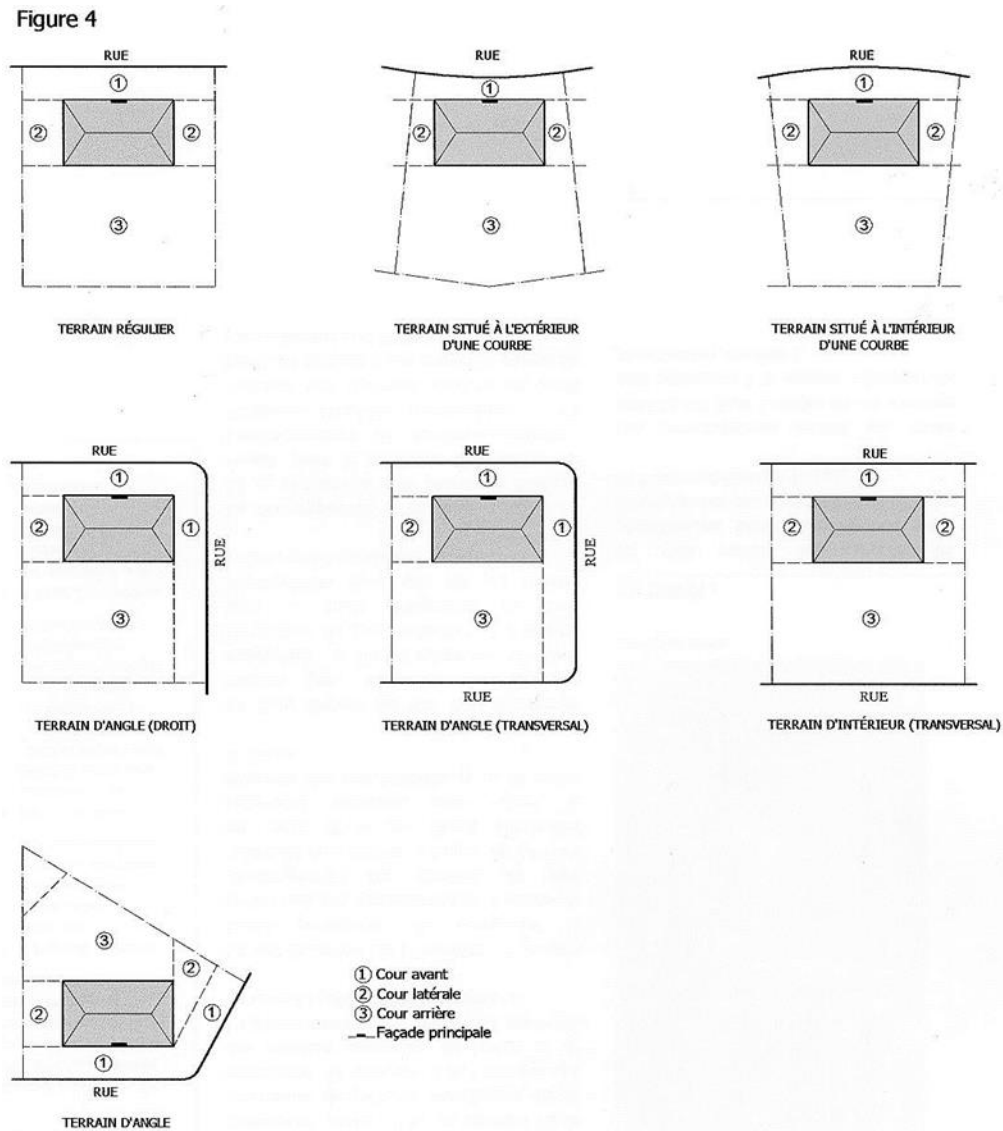 Figure 4
RUE
①
②
②
③
TERRAIN RÉGULIER
RUE
①
②
②
③
TERRAIN SITUÉ À L'EXTÉRIEUR
D'UNE COURBE
RUE
①
②
②
③
TERRAIN SITUÉ À L'INTÉRIEUR
D'UNE COURBE
RUE
①
②
①
RUE
③
TERRAIN D'ANGLE (DROIT)
RUE
①
②
①
RUE
③
RUE
TERRAIN D'ANGLE (TRANSVERSAL)
RUE
①
②
②
③
RUE
TERRAIN D'INTÉRIEUR (TRANSVERSAL)
③
②
②
①
①
RUE
TERRAIN D'ANGLE
① Cour avant
② Cour latérale
③ Cour arrière
Façade principale